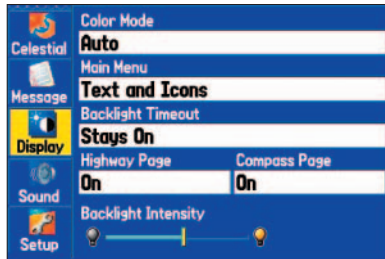 Celestial
Message
Display
Sound
Setup
Color Mode
Auto
Main Menu
Text and Icons
Backlight Timeout
Stays On
Highway Page Compass Page
On On
Backlight Intensity